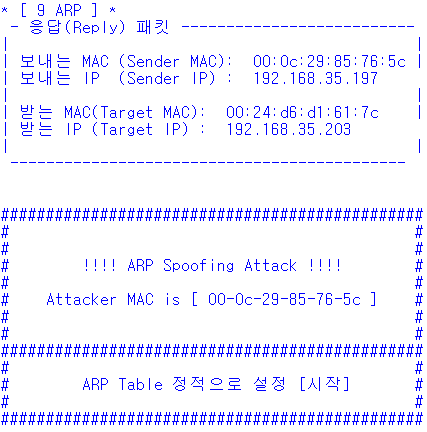 * [ 9 ARP ] *
- 응답(Reply) 패킷 --------------------------
| |
| 보내는 MAC (Sender MAC): 00:0c:29:85:76:5c |
| 보내는 IP (Sender IP) : 192.168.35.197
| |
| 받는 MAC(Target MAC): 00:24:d6:d1:61:7c |
| 받는 IP (Target IP) : 192.168.35.203
| |
--------------------------------------------
###############################################
# #
# #
# !!!! ARP Spoofing Attack !!!! #
# #
# Attacker MAC is [ 00-0c-29-85-76-5c ] #
# #
# #
###############################################
# #
# ARP Table 정적으로 설정 [시작] #
# #
###############################################